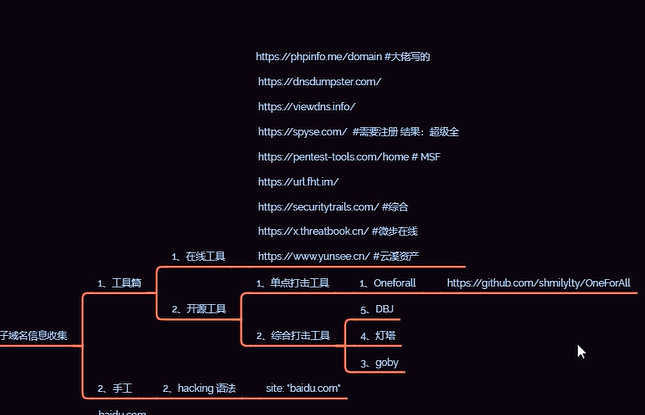 https://phpinfo.me/domain #大佬写的
https://dnsdumpster.com/
https://viewdns.info/
https://spyse.com/ #需要注册 结果：超级全
https://pentest-tools.com/home # MSF
https://url.fht.im/
https://securitytrails.com/ #综合
https://x.threatbook.cn/ #微步在线
1、在线工具 https://www.yunsee.cn/ #云溪资产
1、工具篇 1、单点打击工具 1、Oneforall https://github.com/shmilylty/OneForAll
2、开源工具 5、DBJ
子域名信息收集 2、综合打击工具 4、灯塔
3、goby
2、手工 2、hacking 语法 site: "baidu.com"
baidu.com